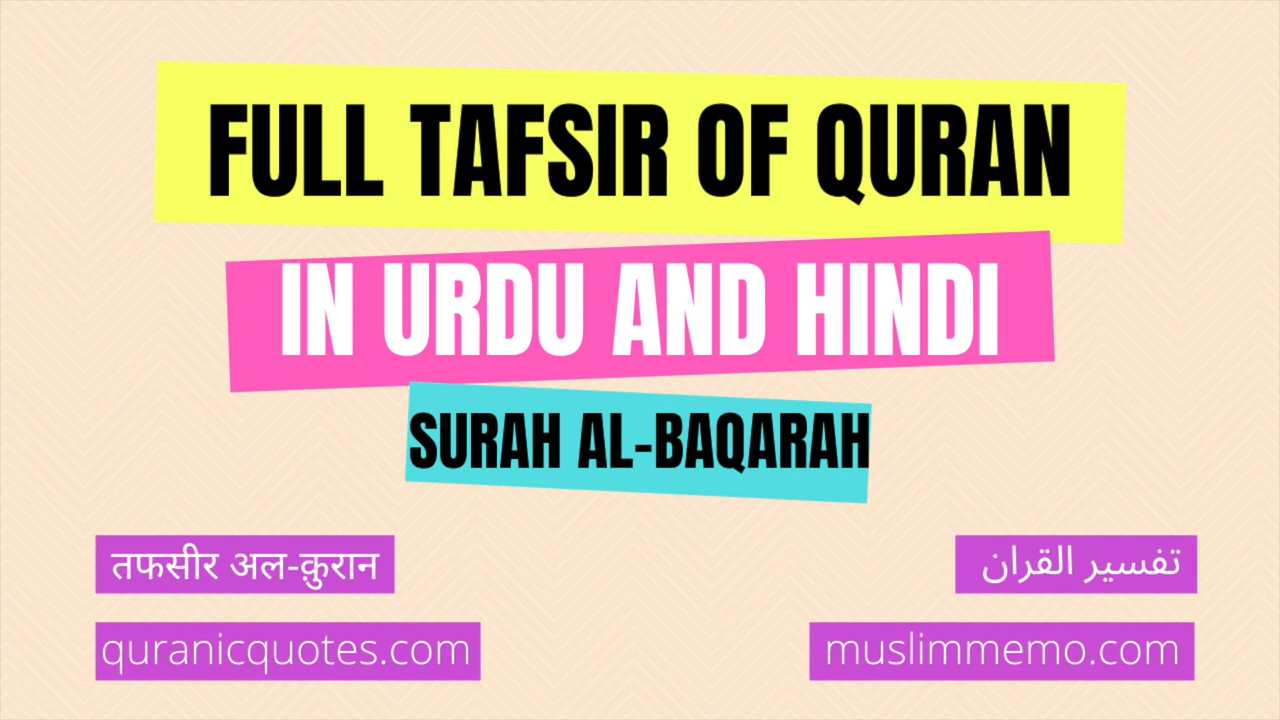 FULL TAFSIR OF QURAN
IN URDU AND HINDI
SURAH AL-BAQARAH
तफसीर अल-क़ुरान
تفسير القران
quranicquotes.com
muslimmemo.com